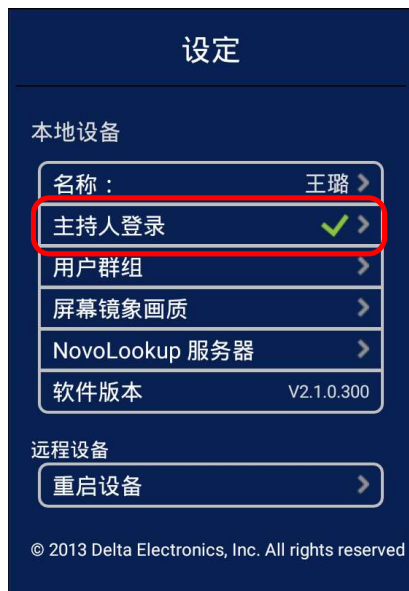 设定
本地设备
名称： 王璐
主持人登录
用户群组
屏幕镜象画质
NovoLookup 服务器
软件版本 V2.1.0.300
远程设备
重启设备
© 2013 Delta Electronics, Inc. All rights reserved